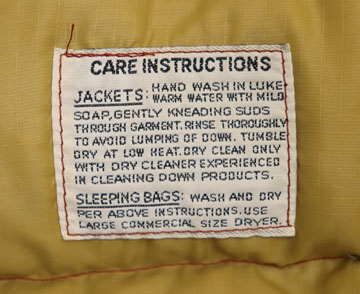 CARE INSTRUCTIONS
JACKETS: HAND WASH IN LUKE
WARM WATER WITH MILD
SOAP, GENTLY KNEADING SUDS
THROUGH GARMENT. RINSE THOROUGHLY
TO AVOID LUMPING OF DOWN. TUMBLE
DRY AT LOW HEAT. DRY CLEAN ONLY
WITH DRY CLEANER EXPERIENCED
IN CLEANING DOWN PRODUCTS.
SLEEPING BAGS: WASH AND DRY
PER ABOVE INSTRUCTIONS. USE
LARGE COMMERCIAL SIZE DRYER.